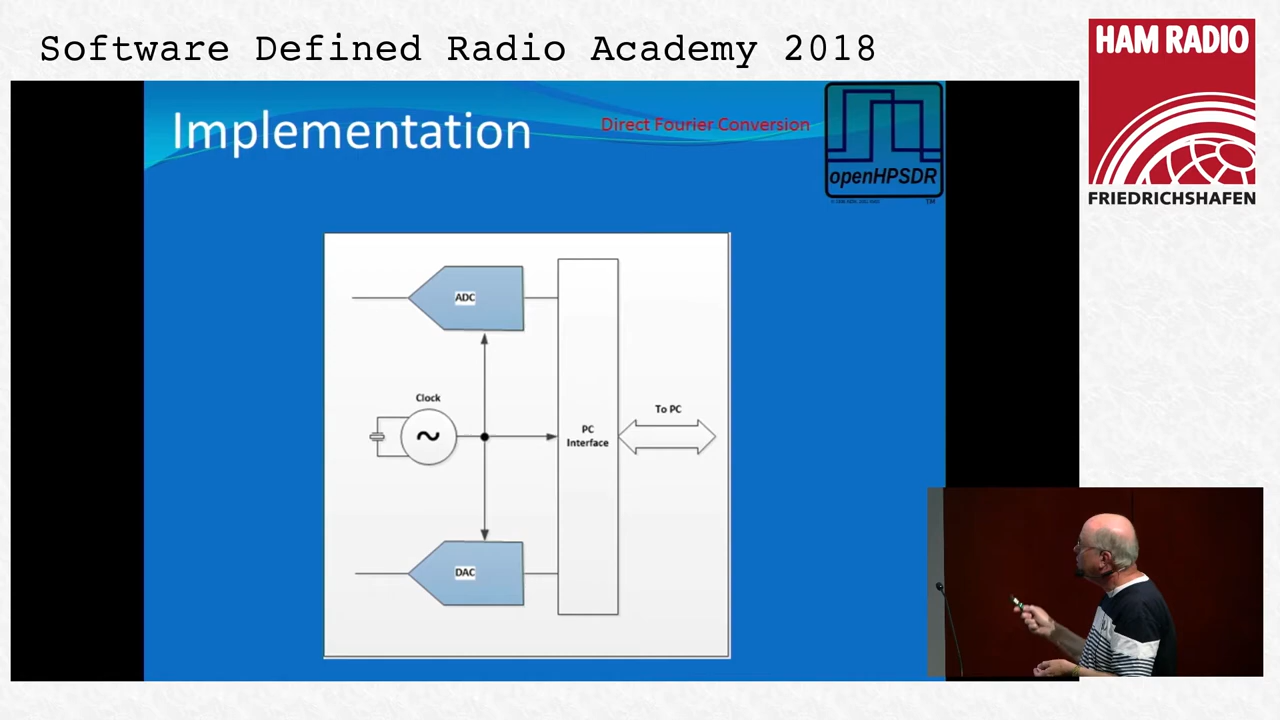 Software Defined Radio Academy 2018
HAM RADIO
FRIEDRICHSHAFEN
Implementation
Direct Fourier Conversion
openHPSDR
TM
ADC
Clock
PC
Interface
To PC
DAC